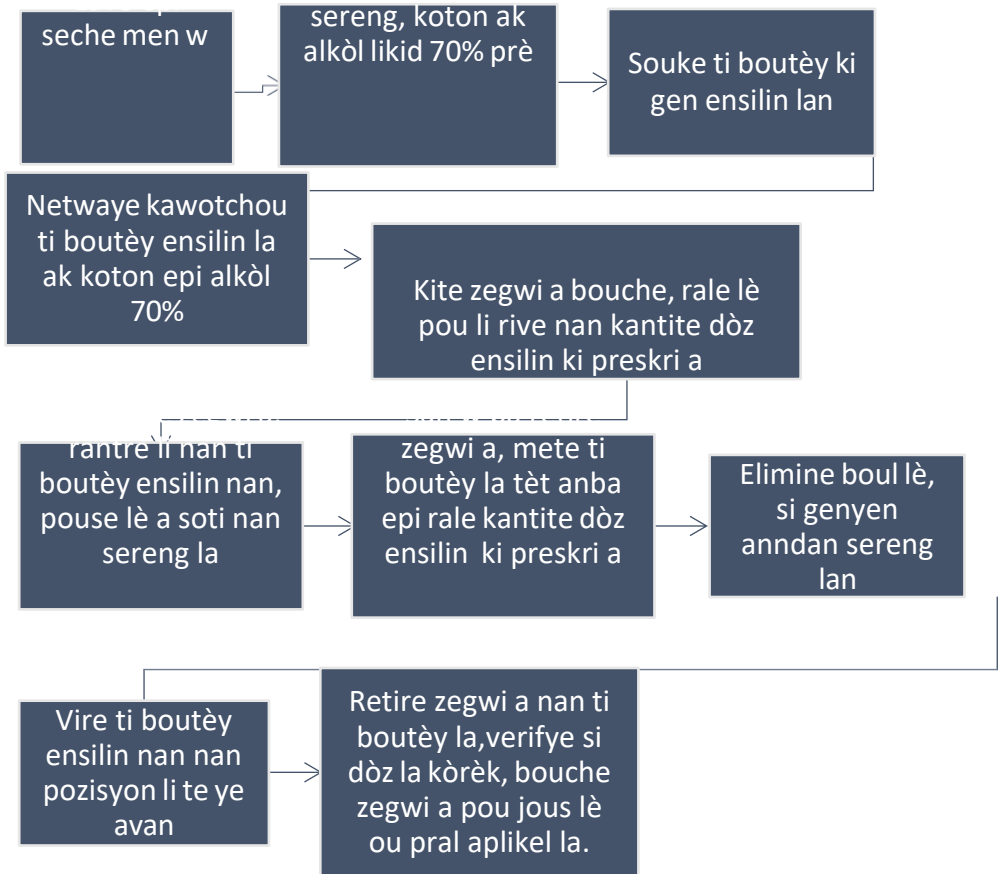 seche men w
sereng, koton ak
alkòl likid 70% prè
Souke ti boutèy ki
gen ensilin lan
Netwaye kawotchou
ti boutèy ensilin la
ak koton epi alkòl
70%
Kite zegwi a bouche, rale lè
pou li rive nan kantite dòz
ensilin ki preskri a
rantre li nan ti
boutèy ensilin nan,
pouse lè a soti nan
sereng la
zegwi a, mete ti
boutèy la tèt anba
epi rale kantite dòz
ensilin ki preskri a
Elimine boul lè,
si genyen
anndan sereng
lan
Vire ti boutèy
ensilin nan nan
pozisyon li te ye
avan
Retire zegwi a nan ti
boutèy la,verifye si
dòz la kòrèk, bouche
zegwi a pou jous lè
ou pral aplikel la.